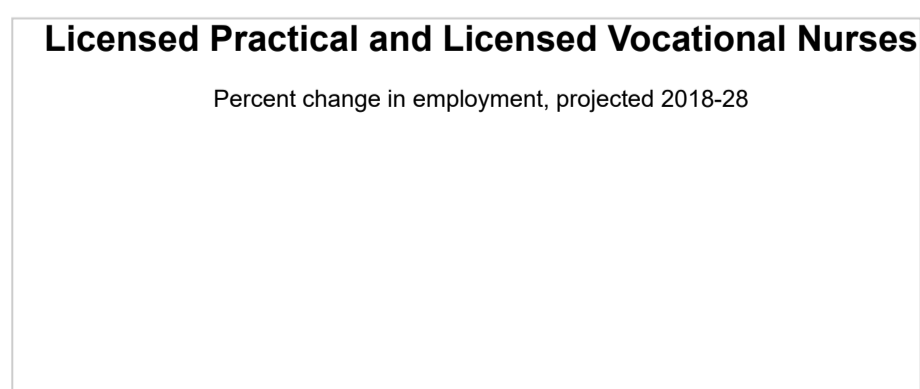 Licensed Practical and Licensed Vocational Nurses
Percent change in employment, projected 2018-28